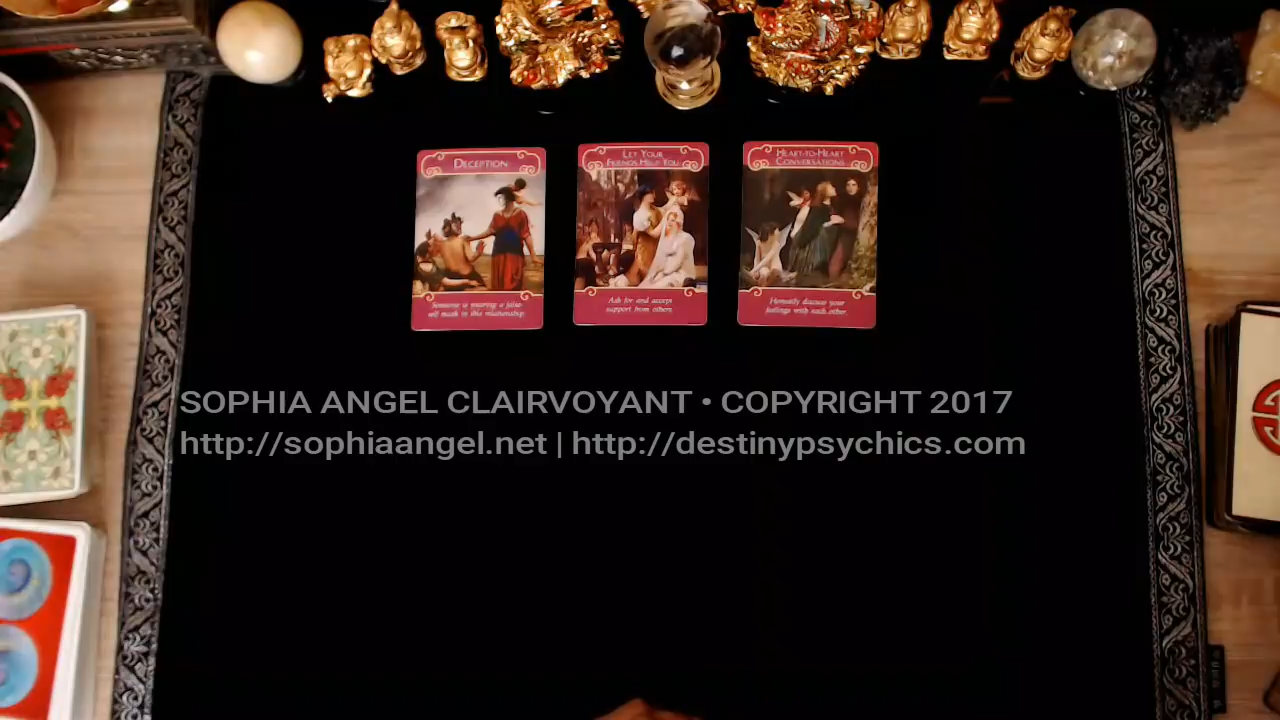 DECEPTION
Someone is wearing a false
self mask in this relationship.
LET YOUR
FRIENDS HELP YOU
Ask for and accept
support from others.
HEART-TO-HEART
CONVERSATIONS
Honestly discuss your
feelings with each other.
SOPHIA ANGEL CLAIRVOYANT • COPYRIGHT 2017
http://sophiaangel.net | http://destinypsychics.com